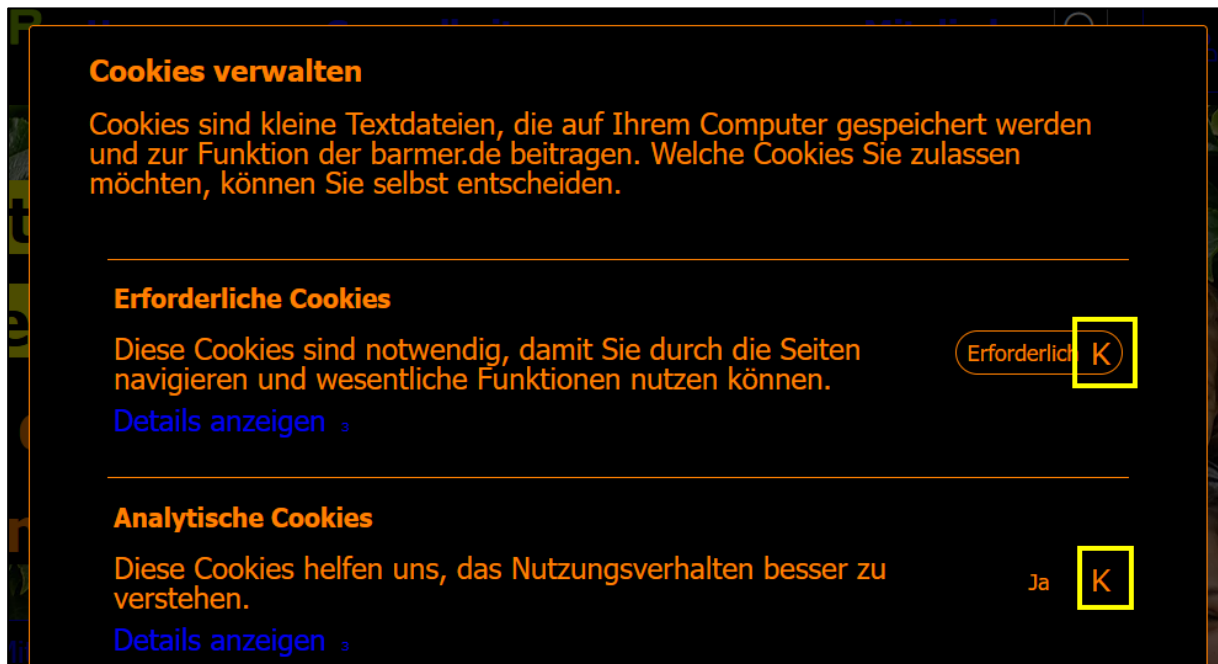 Cookies verwalten
Cookies sind kleine Textdateien, die auf Ihrem Computer gespeichert werden
und zur Funktion der barmer.de beitragen. Welche Cookies Sie zulassen
möchten, können Sie selbst entscheiden.
Erforderliche Cookies
Diese Cookies sind notwendig, damit Sie durch die Seiten
navigieren und wesentliche Funktionen nutzen können.
Erforderlich K
Details anzeigen 3
Analytische Cookies
Diese Cookies helfen uns, das Nutzungsverhalten besser zu
verstehen.
Ja K
Details anzeigen 3